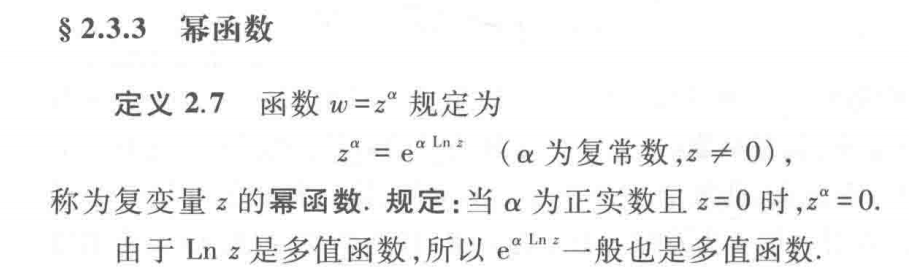 §2.3.3 幂函数
定义 2.7 函数 w=z^α 规定为
z^α = e^{α Ln z} (α 为复常数,z ≠ 0),
称为复变量 z 的幂函数. 规定:当 α 为正实数且 z=0 时,z^α=0.
由于 Ln z 是多值函数,所以 e^{α Ln z}一般也是多值函数.